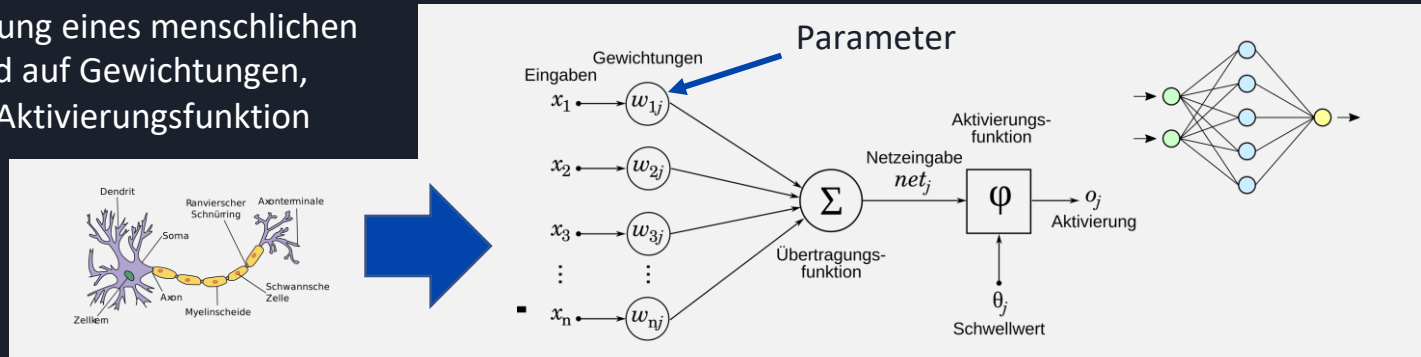 ung eines menschlichen
d auf Gewichtungen,
Aktivierungsfunktion
Dendrit
Ranvierscher
Schnürring
Axonterminale
Soma
Axon
Schwannsche
Zelle
Myelinscheide
Zellkern
Parameter
Gewichtungen
Eingaben
x1
w1j
x2
w2j
x3
w3j
⋮
⋮
xn
wnj
Σ
Übertragungs-
funktion
Netzeingabe
netj
Aktivierungs-
funktion
φ
oj
Aktivierung
θj
Schwellwert